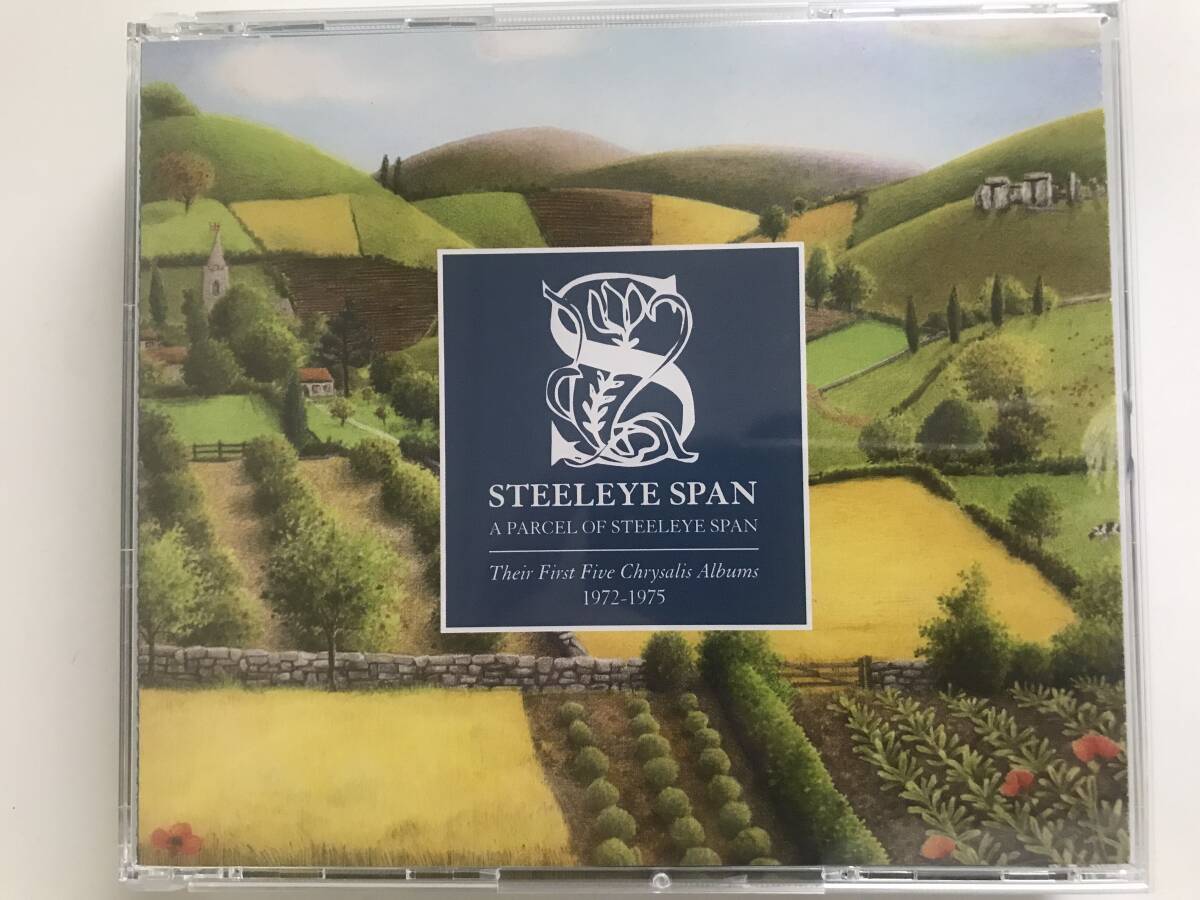 STEELEYE SPAN
A PARCEL OF STEELEYE SPAN
Their First Five Chrysalis Albums
1972-1975